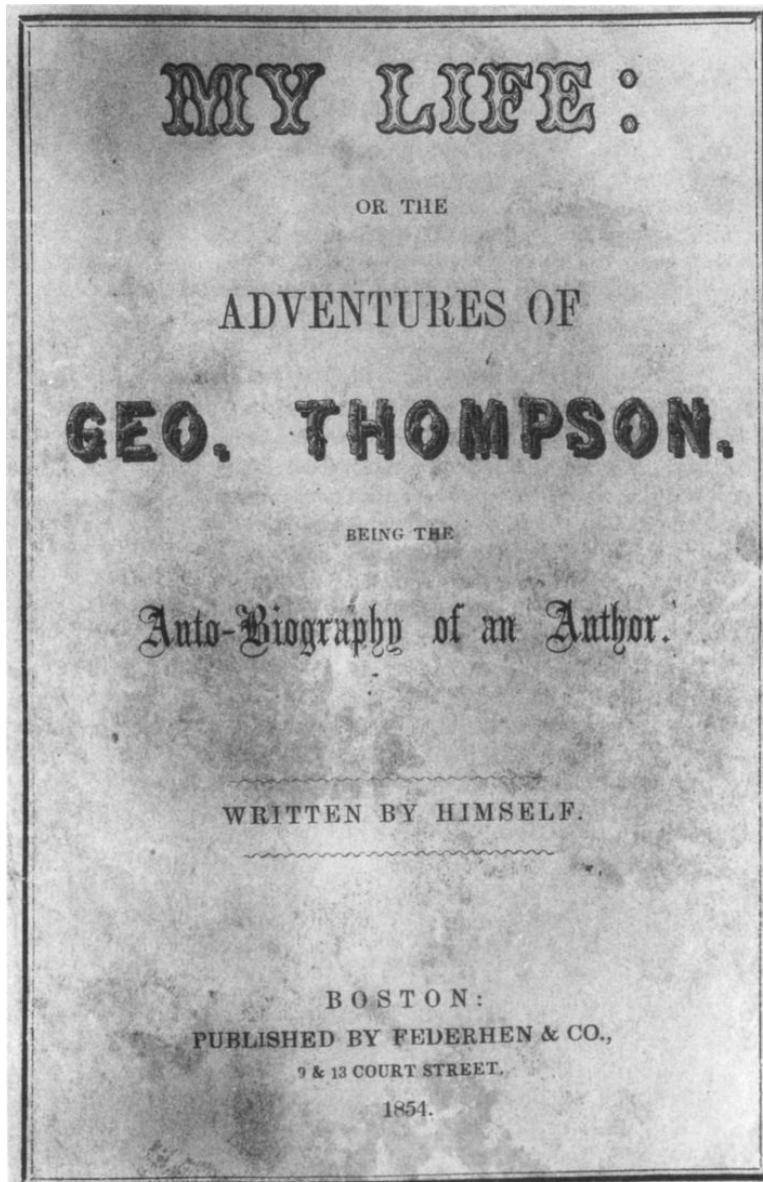 MY LIFE:
OR THE
ADVENTURES OF
GEO. THOMPSON.
BEING THE
Auto-Biography of an Author.
WRITTEN BY HIMSELF.
BOSTON:
PUBLISHED BY FEDERHEN & CO.,
9 & 13 COURT STREET.
1854.